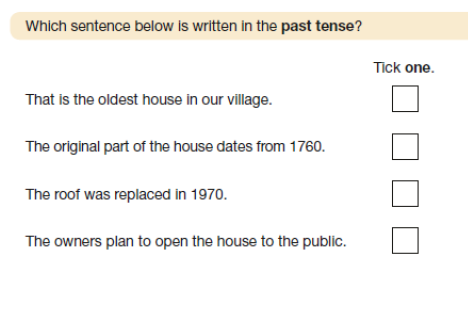 Which sentence below is written in the past tense?
Tick one.
That is the oldest house in our village.
The original part of the house dates from 1760.
The roof was replaced in 1970.
The owners plan to open the house to the public.